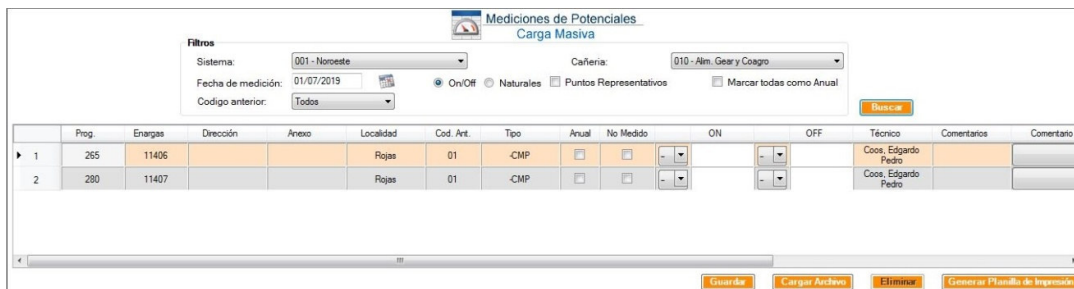 Mediciones de Potenciales
Carga Masiva
Filtros
Sistema: 001 - Noroeste Cañeria: 010 - Alim. Gear y Coagro
Fecha de medición: 01/07/2019 On/Off Naturales Puntos Representativos Marcar todas como Anual
Codigo anterior: Todos
Buscar
Prog. Enargas Dirección Anexo Localidad Cod. Ant. Tipo Anual No Medido ON OFF Técnico Comentarios Comentario
1 265 11406 Rojas 01 -CMP - - Coos, Edgardo Pedro
2 280 11407 Rojas 01 -CMP - - Coos, Edgardo Pedro
Guardar Cargar Archivo Eliminar Generar Planilla de Impresión